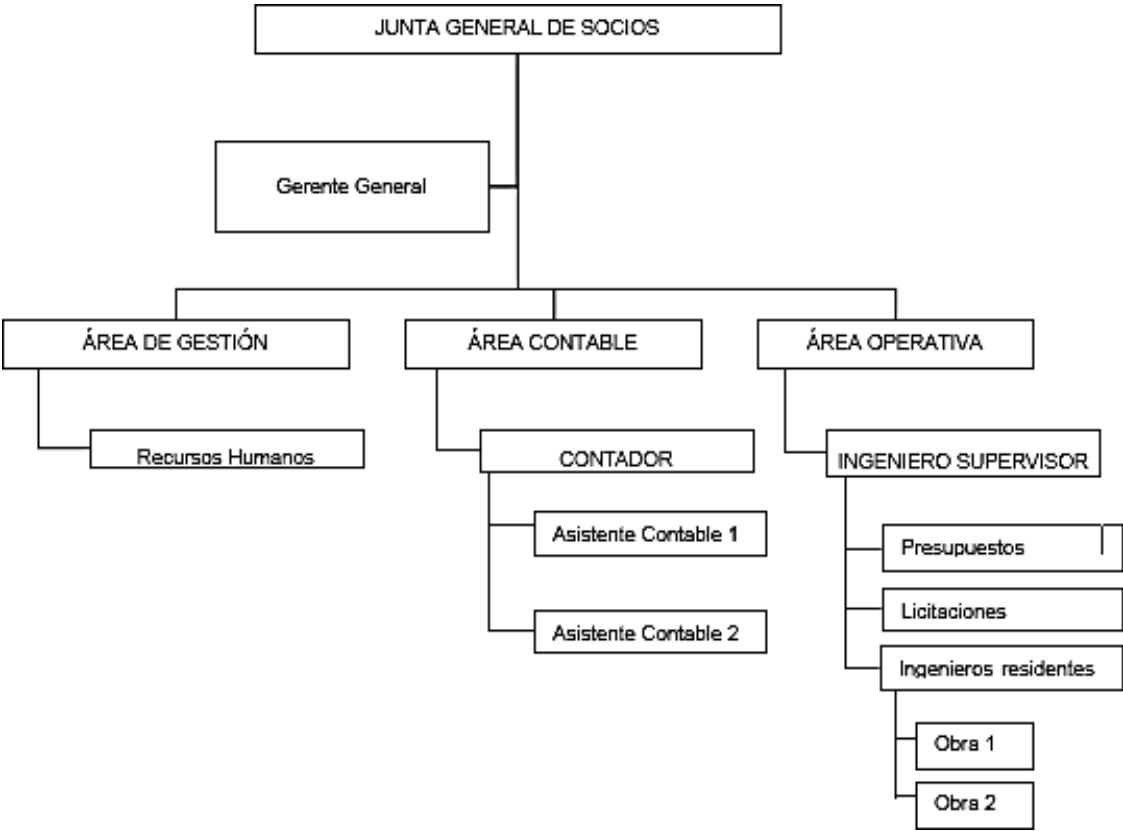 JUNTA GENERAL DE SOCIOS
Gerente General
ÁREA DE GESTIÓN
ÁREA CONTABLE
ÁREA OPERATIVA
Recursos Humanos
CONTADOR
INGENIERO SUPERVISOR
Asistente Contable 1
Presupuestos
Licitaciones
Asistente Contable 2
Ingenieros residentes
Obra 1
Obra 2